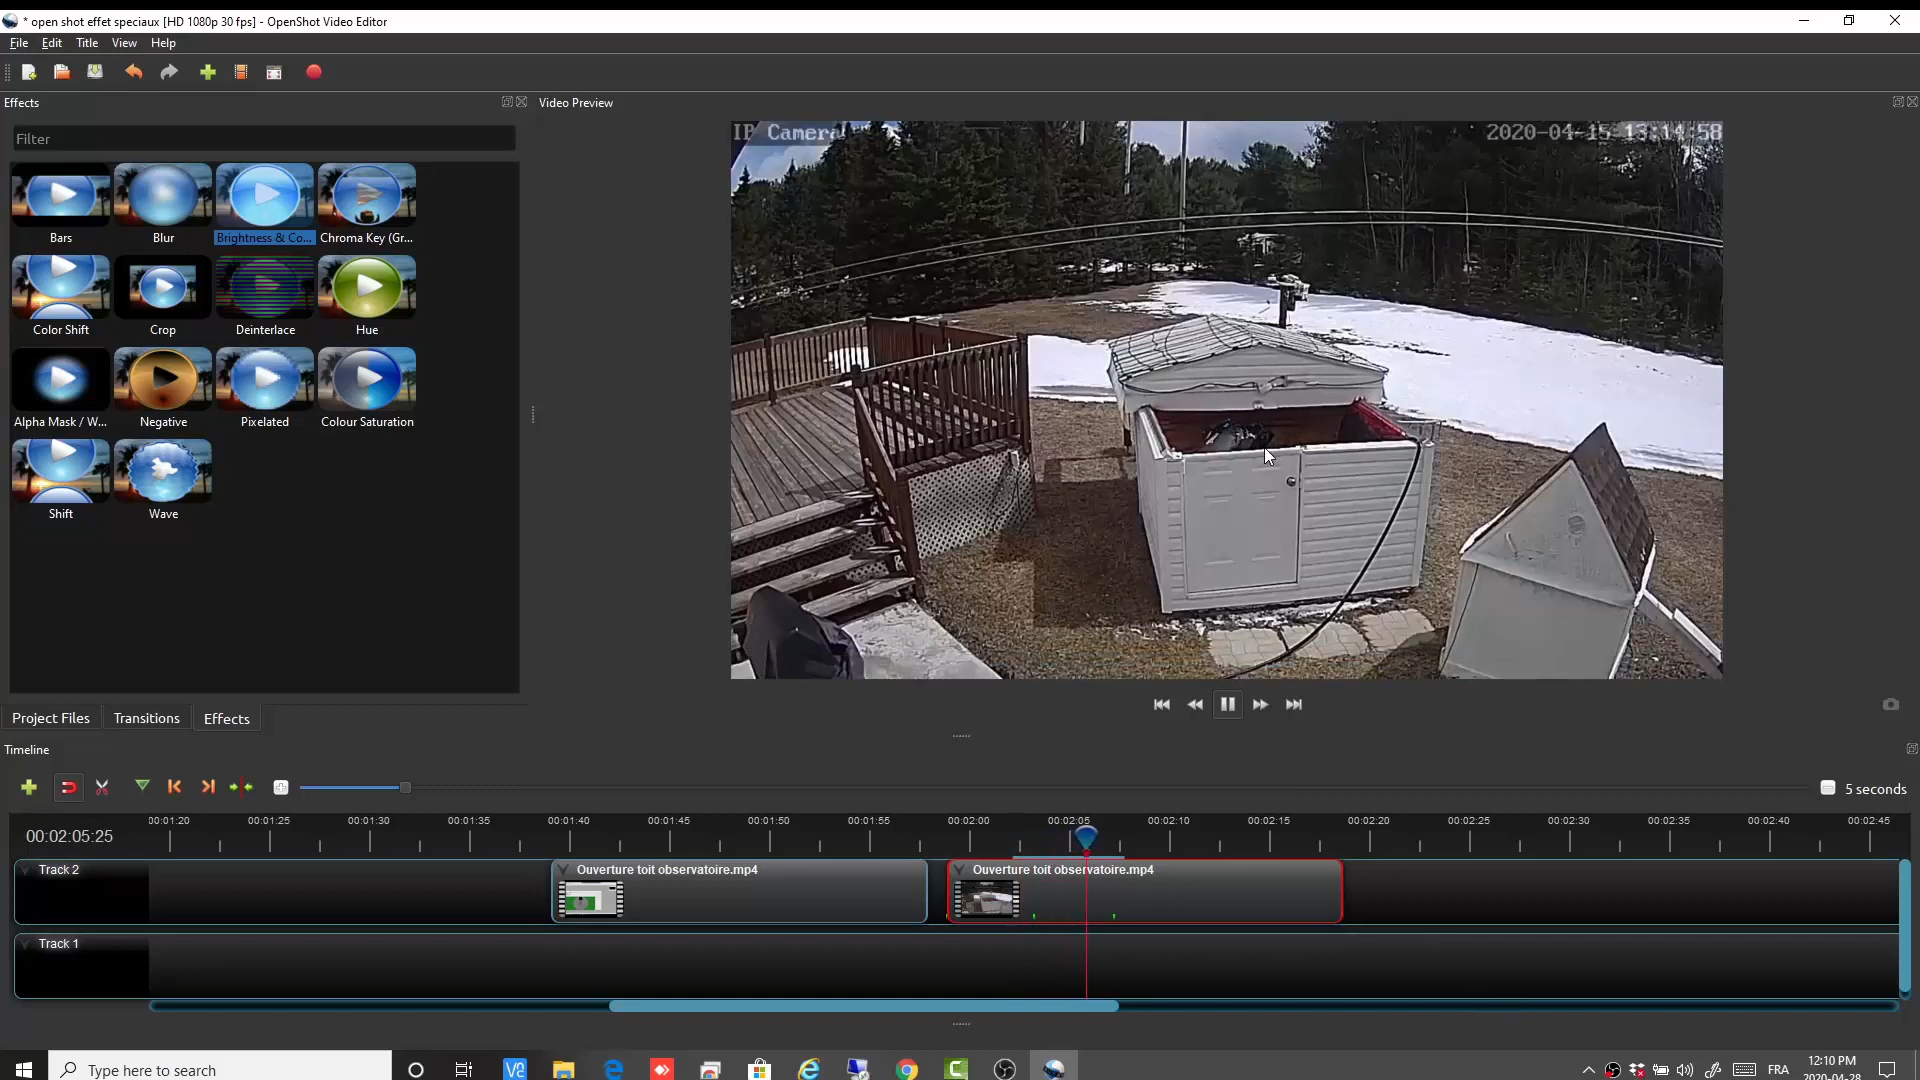 * open shot effet speciaux [HD 1080p 30 fps] - OpenShot Video Editor
File Edit Title View Help
Effects
Video Preview
Filter
IP Camera
2020-04-15 13:14:58
Bars
Blur
Brightness & Co...
Chroma Key (Gr...
Color Shift
Crop
Deinterlace
Hue
Alpha Mask / W...
Negative
Pixelated
Colour Saturation
Shift
Wave
Project Files
Transitions
Effects
Timeline
5 seconds
00:02:05:25
00:01:20
00:01:25
00:01:30
00:01:35
00:01:40
00:01:45
00:01:50
00:01:55
00:02:00
00:02:05
00:02:10
00:02:15
00:02:20
00:02:25
00:02:30
00:02:35
00:02:40
00:02:45
Track 2
Ouverture toit observatoire.mp4
Ouverture toit observatoire.mp4
Track 1
Type here to search
FRA
12:10 PM
2020-04-28